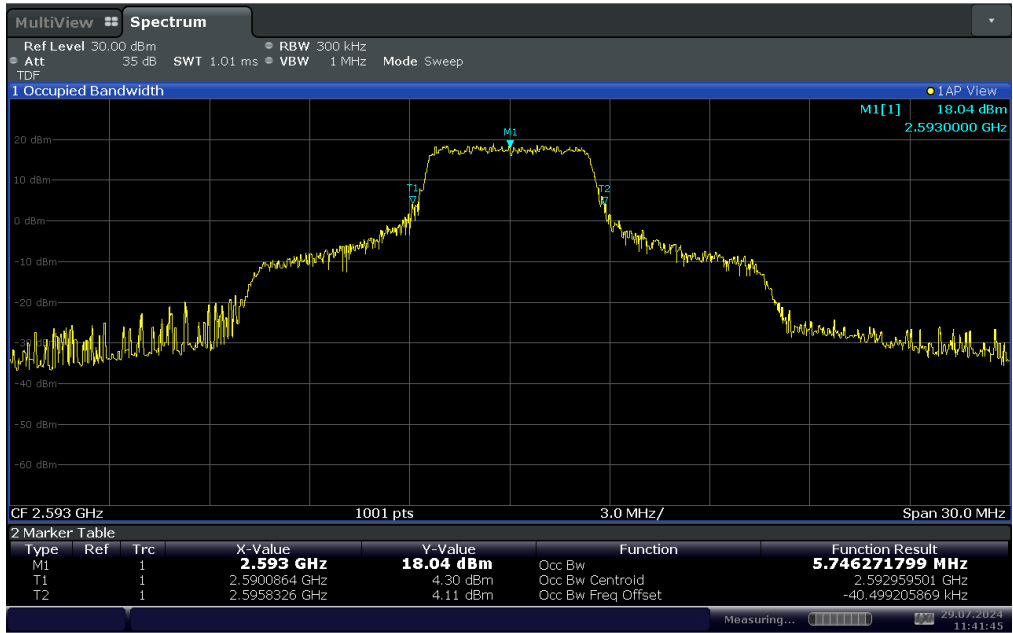 MultiView Spectrum
Ref Level 30.00 dBm RBW 300 kHz
Att 35 dB SWT 1.01 ms VBW 1 MHz Mode Sweep
TDF
1 Occupied Bandwidth 1AP View
M1[1] 18.04 dBm
2.5930000 GHz
M1
20 dBm
10 dBm
T1 T2
0 dBm
-10 dBm
-20 dBm
-30 dBm
-40 dBm
-50 dBm
-60 dBm
CF 2.593 GHz 1001 pts 3.0 MHz/ Span 30.0 MHz
2 Marker Table
Type Ref Trc X-Value Y-Value Function Function Result
M1 1 2.593 GHz 18.04 dBm Occ Bw 5.746271799 MHz
T1 1 2.5900864 GHz 4.30 dBm Occ Bw Centroid 2.592959501 GHz
T2 1 2.5958326 GHz 4.11 dBm Occ Bw Freq Offset -40.499205869 kHz
Measuring... 29.07.2024
11:41:45